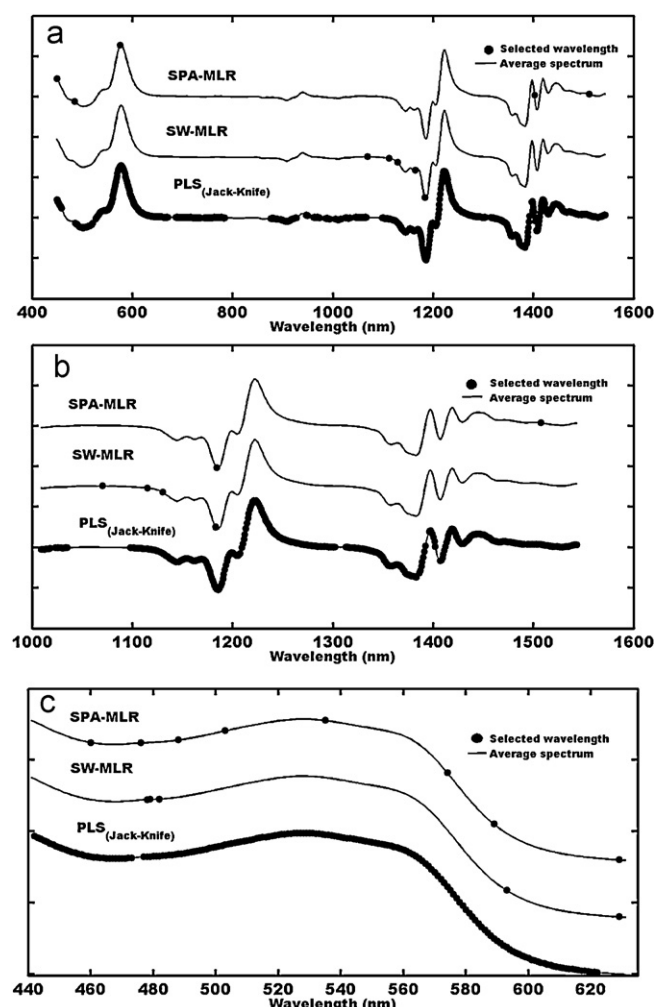 a
Selected wavelength
Average spectrum
SPA-MLR
SW-MLR
PLS(Jack-Knife)
400 600 800 1000 1200 1400 1600
Wavelength (nm)
b
Selected wavelength
Average spectrum
SPA-MLR
SW-MLR
PLS(Jack-Knife)
1000 1100 1200 1300 1400 1500 1600
Wavelength (nm)
c
SPA-MLR
Selected wavelength
Average spectrum
SW-MLR
PLS(Jack-Knife)
440 460 480 500 520 540 560 580 600 620
Wavelength (nm)